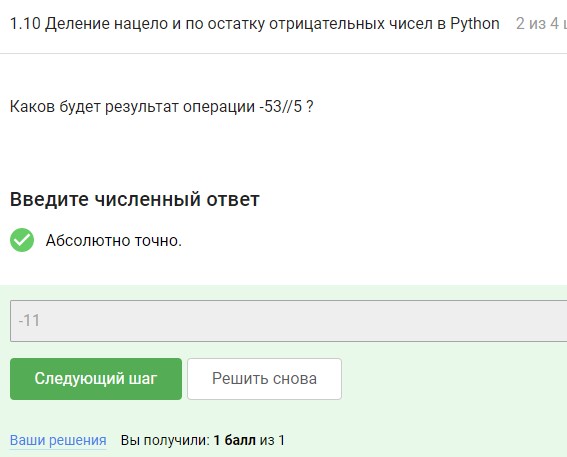 1.10 Деление нацело и по остатку отрицательных чисел в Python 2 из 4
Каков будет результат операции -53//5 ?
Введите численный ответ
Абсолютно точно.
-11
Следующий шаг Решить снова
Ваши решения Вы получили: 1 балл из 1